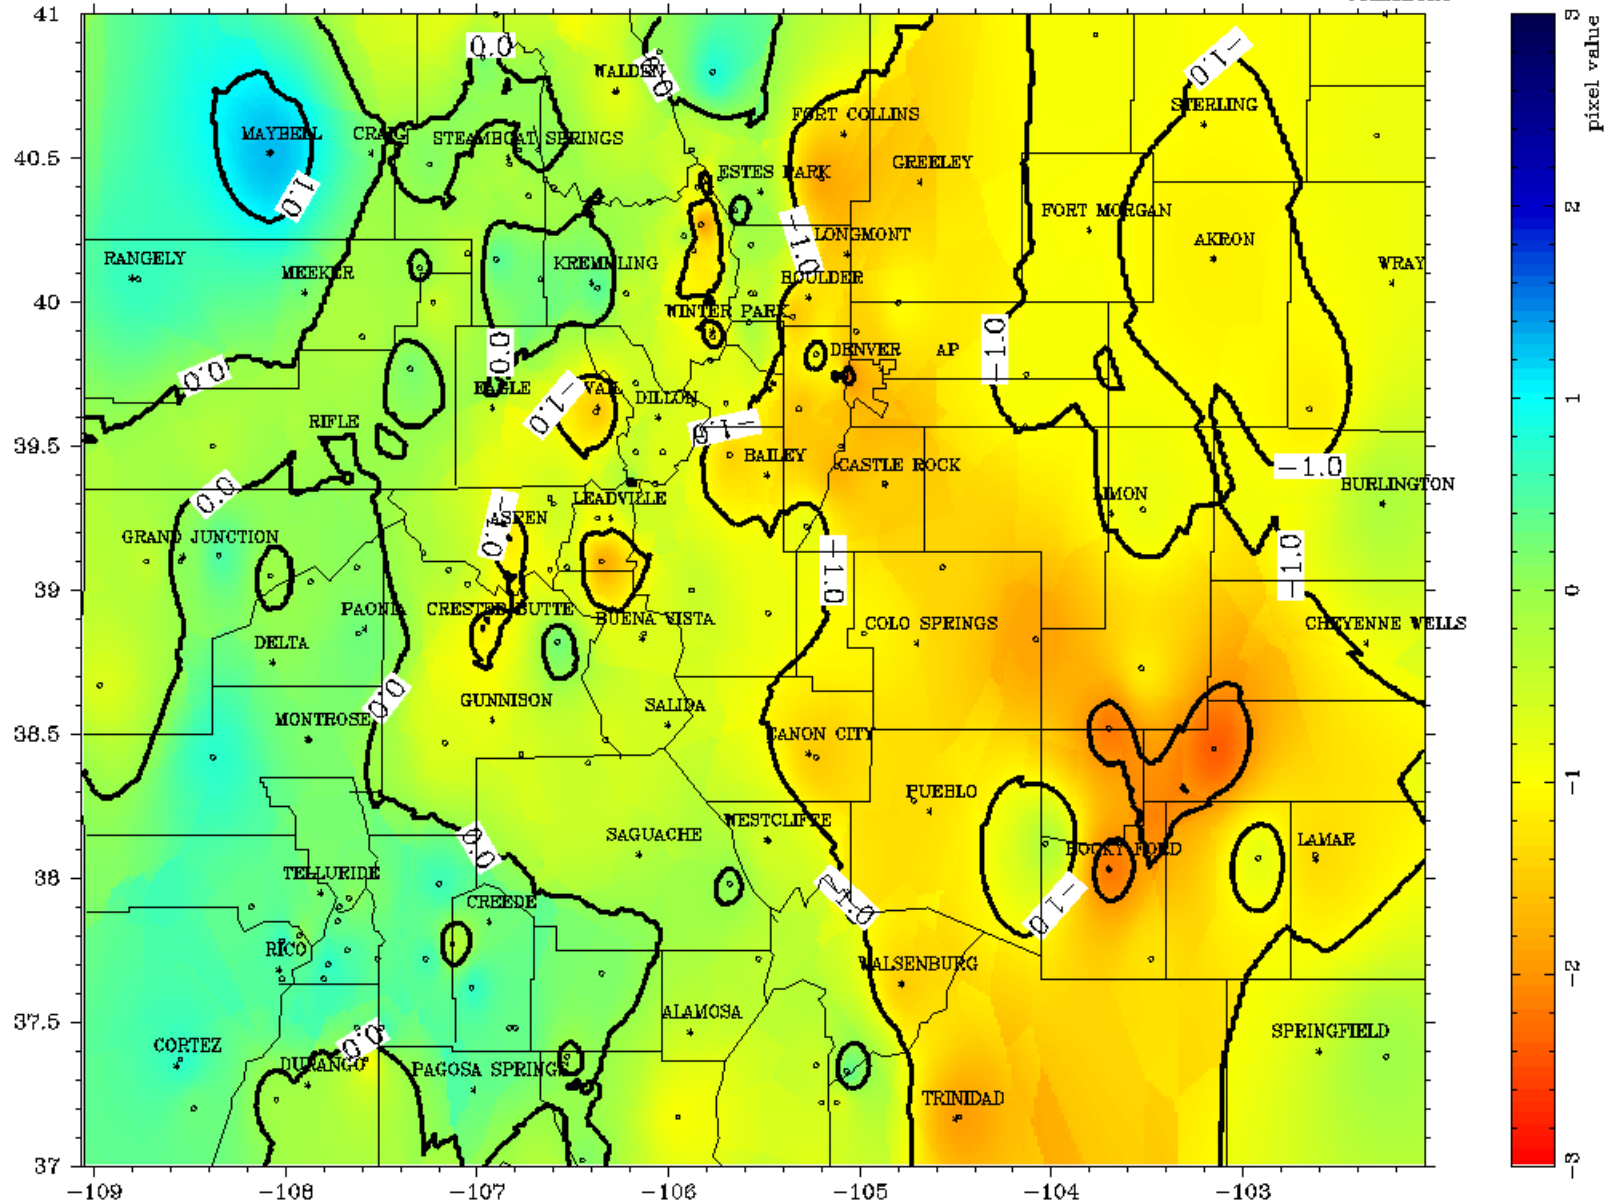 41
3
0.0
0.0
WALDEN
pixel value
-1.0
STERLING
FORT COLLINS
MAYBELL
CRAIG
STEAMBOAT SPRINGS
40.5
ESTES PARK
GREELEY
1.0
FORT MORGAN
2
-1.0
LONGMONT
AKRON
RANGELY
MEEKER
KREMMLING
BOULDER
WRAY
40
WINTER PARK
-1.0
0.0
DENVER
AP
0.0
EAGLE
VAIL
DILLON
1
-1.0
RIFLE
-1.0
39.5
BAILEY
CASTLE ROCK
-1.0
BURLINGTON
0.0
LEADVILLE
LIMON
ASPEN
-1.0
GRAND JUNCTION
-1.0
-1.0
39
0
PAONIA
CRESTED BUTTE
BUENA VISTA
COLO SPRINGS
CHEYENNE WELLS
DELTA
0.0
GUNNISON
SALIDA
MONTROSE
38.5
CANON CITY
-1
PUEBLO
WESTCLIFFE
SAGUACHE
0.0
ROCKY FORD
LAMAR
38
TELLURIDE
CREEDE
-1.0
-1.0
RICO
WALSENBURG
-2
ALAMOSA
37.5
SPRINGFIELD
0.0
CORTEZ
DURANGO
PAGOSA SPRINGS
TRINIDAD
37
-3
-109
-108
-107
-106
-105
-104
-103